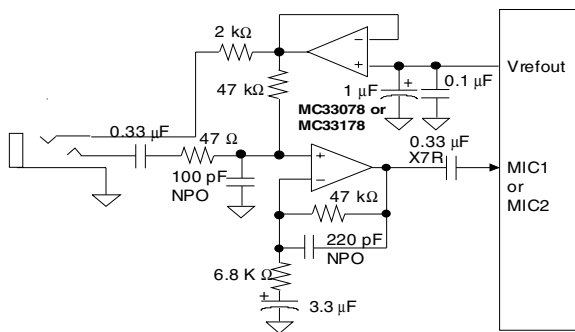 2 kΩ
−
+
Vrefout
47 kΩ
1 µF
+
0.1 µF
MC33078 or
MC33178
0.33 µF
47 Ω
0.33 µF
X7R
+
−
100 pF
NPO
MIC1
or
MIC2
47 kΩ
220 pF
NPO
6.8 K Ω
+
3.3 µF